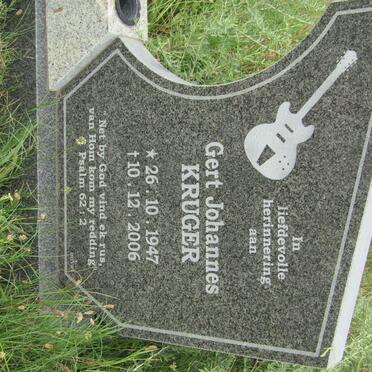 In
liefdevolle
herinnering
aan
Gert Johannes
KRUGER
★ 26 . 10 . 1947
† 10 . 12 . 2006
Net by God vind ek rus,
van Hom kom my redding
Psalm 62 : 2